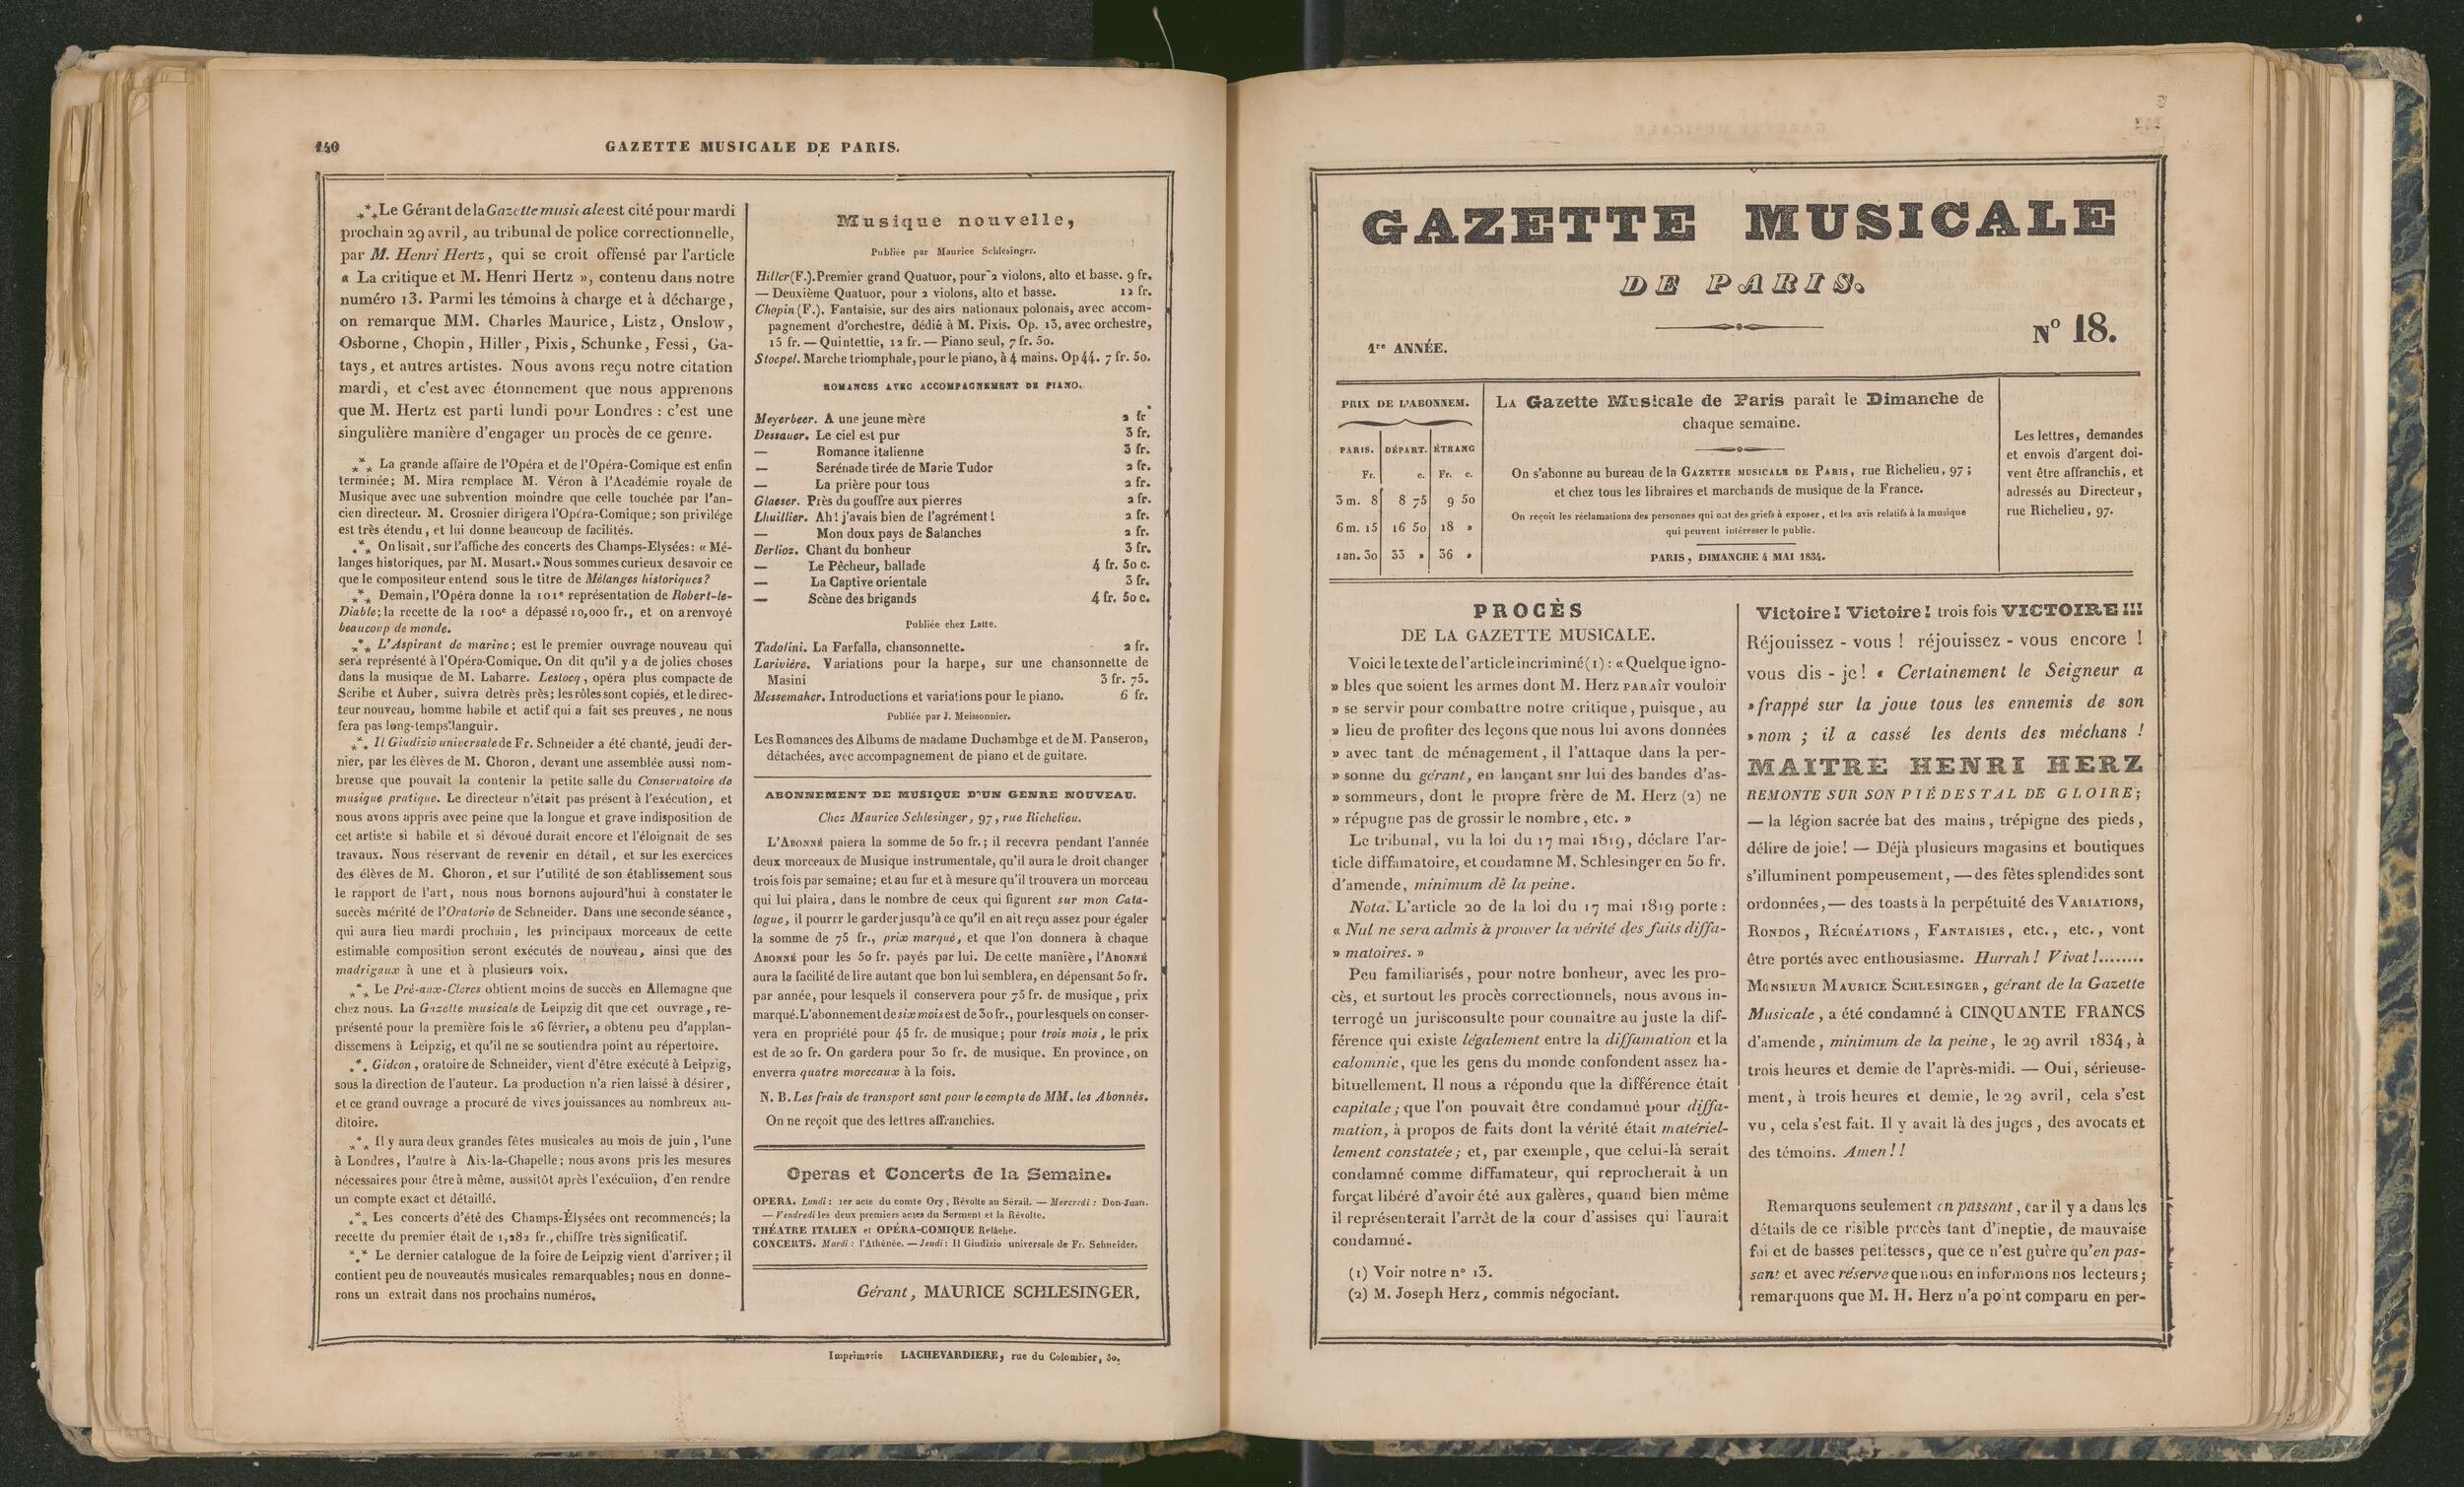 140
GAZETTE MUSICALE DE PARIS.
*** Le Gérant de la Gazette musicale est cité pour mardi
prochain 29 avril, au tribunal de police correctionnelle,
par M. Henri Hertz, qui se croit offensé par l'article
« La critique et M. Henri Hertz », contenu dans notre
numéro 13. Parmi les témoins à charge et à décharge,
on remarque MM. Charles Maurice, Listz, Onslow,
Osborne, Chopin, Hiller, Pixis, Schunke, Fessi, Ga-
tays, et autres artistes. Nous avons reçu notre citation
mardi, et c'est avec étonnement que nous apprenons
que M. Hertz est parti lundi pour Londres : c'est une
singulière manière d'engager un procès de ce genre.
*** La grande affaire de l'Opéra et de l'Opéra-Comique est enfin
terminée; M. Mira remplace M. Véron à l'Académie royale de
Musique avec une subvention moindre que celle touchée par l'an-
cien directeur. M. Crosnier dirigera l'Opéra-Comique; son privilége
est très étendu, et lui donne beaucoup de facilités.
*** On lisait, sur l'affiche des concerts des Champs-Elysées: « Mé-
langes historiques, par M. Musart.» Nous sommes curieux de savoir ce
que le compositeur entend sous le titre de Mélanges historiques?
*** Demain, l'Opéra donne la 101e représentation de Robert-le-
Diable; la recette de la 100e a dépassé 10,000 fr., et on a renvoyé
beaucoup de monde.
*** L'Aspirant de marine; est le premier ouvrage nouveau qui
sera représenté à l'Opéra-Comique. On dit qu'il y a de jolies choses
dans la musique de M. Labarre. Lestocq, opéra plus compacte de
Scribe et Auber, suivra de très près; les rôles sont copiés, et le direc-
teur nouveau, homme habile et actif qui a fait ses preuves, ne nous
fera pas long-temps languir.
*** Il Giudizio universale de Fr. Schneider a été chanté, jeudi der-
nier, par les élèves de M. Choron, devant une assemblée aussi nom-
breuse que pouvait la contenir la petite salle du Conservatoire de
musique pratique. Le directeur n'était pas présent à l'exécution, et
nous avons appris avec peine que la longue et grave indisposition de
cet artiste si habile et si dévoué durait encore et l'éloignait de ses
travaux. Nous réservant de revenir en détail, et sur les exercices
des élèves de M. Choron, et sur l'utilité de son établissement sous
le rapport de l'art, nous nous bornons aujourd'hui à constater le
succès mérité de l'Oratorio de Schneider. Dans une seconde séance,
qui aura lieu mardi prochain, les principaux morceaux de cette
estimable composition seront exécutés de nouveau, ainsi que des
madrigaux à une et à plusieurs voix.
*** Le Pré-aux-Clercs obtient moins de succès en Allemagne que
chez nous. La Gazette musicale de Leipzig dit que cet ouvrage, re-
présenté pour la première fois le 26 février, a obtenu peu d'applau-
dissemens à Leipzig, et qu'il ne se soutiendra point au répertoire.
*** Gidéon, oratoire de Schneider, vient d'être exécuté à Leipzig,
sous la direction de l'auteur. La production n'a rien laissé à désirer,
et ce grand ouvrage a procuré de vives jouissances au nombreux au-
ditoire.
*** Il y aura deux grandes fêtes musicales au mois de juin, l'une
à Londres, l'autre à Aix-la-Chapelle; nous avons pris les mesures
nécessaires pour être à même, aussitôt après l'exécuiion, d'en rendre
un compte exact et détaillé.
*** Les concerts d'été des Champs-Élysées ont recommencés; la
recette du premier était de 1,282 fr., chiffre très significatif.
*** Le dernier catalogue de la foire de Leipzig vient d'arriver; il
contient peu de nouveautés musicales remarquables; nous en donne-
rons un extrait dans nos prochains numéros.
Musique nouvelle,
Publiée par Maurice Schlesinger.
Hiller (F.). Premier grand Quatuor, pour 2 violons, alto et basse. 9 fr.
— Deuxième Quatuor, pour 2 violons, alto et basse. 12 fr.
Chopin (F.). Fantaisie, sur des airs nationaux polonais, avec accom-
pagnement d'orchestre, dédié à M. Pixis. Op. 13, avec orchestre,
15 fr. — Quintettie, 12 fr. — Piano seul, 7 fr. 50.
Stoepel. Marche triomphale, pour le piano, à 4 mains. Op 44. 7 fr. 50.
ROMANCES AVEC ACCOMPAGNEMENT DE PIANO.
Meyerbeer. A une jeune mère 2 fr
Dessauer. Le ciel est pur 3 fr.
— Romance italienne 3 fr.
— Serénade tirée de Marie Tudor 2 fr.
— La prière pour tous 2 fr.
Glaeser. Près du gouffre aux pierres 2 fr.
Lhuillier. Ah! j'avais bien de l'agrément! 2 fr.
— Mon doux pays de Salanches 2 fr.
Berlioz. Chant du bonheur 3 fr.
— Le Pêcheur, ballade 4 fr. 50 c.
— La Captive orientale 3 fr.
— Scène des brigands 4 fr. 50 c.
Publiée chez Latte.
Tadolini. La Farfalla, chansonnette. 2 fr.
Larivière. Variations pour la harpe, sur une chansonnette de
Masini 3 fr. 75.
Messemaker. Introductions et variations pour le piano. 6 fr.
Publiée par J. Meissonnier.
Les Romances des Albums de madame Duchambge et de M. Panseron,
détachées, avec accompagnement de piano et de guitare.
ABONNEMENT DE MUSIQUE D'UN GENRE NOUVEAU.
Chez Maurice Schlesinger, 97, rue Richelieu.
L'ABONNÉ paiera la somme de 50 fr.; il recevra pendant l'année
deux morceaux de Musique instrumentale, qu'il aura le droit changer
trois fois par semaine; et au fur et à mesure qu'il trouvera un morceau
qui lui plaira, dans le nombre de ceux qui figurent sur mon Cata-
logue, il pourrr le garder jusqu'à ce qu'il en ait reçu assez pour égaler
la somme de 75 fr., prix marqué, et que l'on donnera à chaque
ABONNÉ pour les 50 fr. payés par lui. De cette manière, l'ABONNÉ
aura la facilité de lire autant que bon lui semblera, en dépensant 50 fr.
par année, pour lesquels il conservera pour 75 fr. de musique, prix
marqué. L'abonnement de six mois est de 30 fr., pour lesquels on conser-
vera en propriété pour 45 fr. de musique; pour trois mois, le prix
est de 20 fr. On gardera pour 30 fr. de musique. En province, on
enverra quatre morceaux à la fois.
N. B. Les frais de transport sont pour le compte de MM. les Abonnés.
On ne reçoit que des lettres affranchies.
Operas et Concerts de la Semaine.
OPERA. Lundi: 1er acte du comte Ory, Révolte au Sérail. — Mercredi: Don-Juan.
— Vendredi les deux premiers actes du Serment et la Révolte.
THÉATRE ITALIEN et OPÉRA-COMIQUE Relâche.
CONCERTS. Mardi: l'Athénée. — Jeudi: Il Giudizio universale de Fr. Schneider.
Gérant, MAURICE SCHLESINGER.
Imprimerie LACHEVARDIERE, rue du Colombier, 30.
GAZETTE MUSICALE
DE PARIS.
1re ANNÉE.
No 18.
PRIX DE L'ABONNEM.
PARIS. DÉPART. ÉTRANG
Fr. c. Fr. c.
3 m. 8 8 75 9 50
6 m. 15 16 50 18 »
1 an. 30 33 » 36 »
LA Gazette Musicale de Paris paraît le Dimanche de
chaque semaine.
On s'abonne au bureau de la GAZETTE MUSICALE DE PARIS, rue Richelieu, 97;
et chez tous les libraires et marchands de musique de la France.
On reçoit les réclamations des personnes qui ont des griefs à exposer, et les avis relatifs à la musique
qui peuvent intéresser le public.
PARIS, DIMANCHE 4 MAI 1834.
Les lettres, demandes
et envois d'argent doi-
vent être affranchis, et
adressés au Directeur,
rue Richelieu, 97.
PROCÈS
DE LA GAZETTE MUSICALE.
Voici le texte de l'article incriminé (1) : « Quelque igno-
» bles que soient les armes dont M. Herz PARAÎT vouloir
» se servir pour combattre notre critique, puisque, au
» lieu de profiter des leçons que nous lui avons données
» avec tant de ménagement, il l'attaque dans la per-
» sonne du gérant, en lançant sur lui des bandes d'as-
» sommeurs, dont le propre frère de M. Herz (2) ne
» répugne pas de grossir le nombre, etc. »
Le tribunal, vu la loi du 17 mai 1819, déclare l'ar-
ticle diffamatoire, et condamne M. Schlesinger en 50 fr.
d'amende, minimum de la peine.
Nota. L'article 20 de la loi du 17 mai 1819 porte :
« Nul ne sera admis à prouver la vérité des faits diffa-
» matoires. »
Peu familiarisés, pour notre bonheur, avec les pro-
cès, et surtout les procès correctionnels, nous avons in-
terrogé un jurisconsulte pour connaître au juste la dif-
férence qui existe légalement entre la diffamation et la
calomnie, que les gens du monde confondent assez ha-
bituellement. Il nous a répondu que la différence était
capitale; que l'on pouvait être condamné pour diffa-
mation, à propos de faits dont la vérité était matériel-
lement constatée; et, par exemple, que celui-là serait
condamné comme diffamateur, qui reprocherait à un
forçat libéré d'avoir été aux galères, quand bien même
il représenterait l'arrêt de la cour d'assises qui l'aurait
condamné.
(1) Voir notre n° 13.
(2) M. Joseph Herz, commis négociant.
Victoire! Victoire! trois fois VICTOIRE!!!
Réjouissez - vous ! réjouissez - vous encore !
vous dis - je! « Certainement le Seigneur a
» frappé sur la joue tous les ennemis de son
» nom ; il a cassé les dents des méchans !
MAITRE HENRI HERZ
REMONTE SUR SON PIÉDESTAL DE GLOIRE;
— la légion sacrée bat des mains, trépigne des pieds,
délire de joie! — Déjà plusieurs magasins et boutiques
s'illuminent pompeusement, — des fêtes splendides sont
ordonnées, — des toasts à la perpétuité des VARIATIONS,
RONDOS, RÉCRÉATIONS, FANTAISIES, etc., etc., vont
être portés avec enthousiasme. Hurrah! Vivat!........
MONSIEUR MAURICE SCHLESINGER, gérant de la Gazette
Musicale, a été condamné à CINQUANTE FRANCS
d'amende, minimum de la peine, le 29 avril 1834, à
trois heures et demie de l'après-midi. — Oui, sérieuse-
ment, à trois heures et demie, le 29 avril, cela s'est
vu, cela s'est fait. Il y avait là des juges, des avocats et
des témoins. Amen!!
Remarquons seulement en passant, car il y a dans les
détails de ce risible procès tant d'ineptie, de mauvaise
foi et de basses petitesses, que ce n'est guère qu'en pas-
sant et avec réserve que nous en informons nos lecteurs;
remarquons que M. H. Herz n'a point comparu en per-